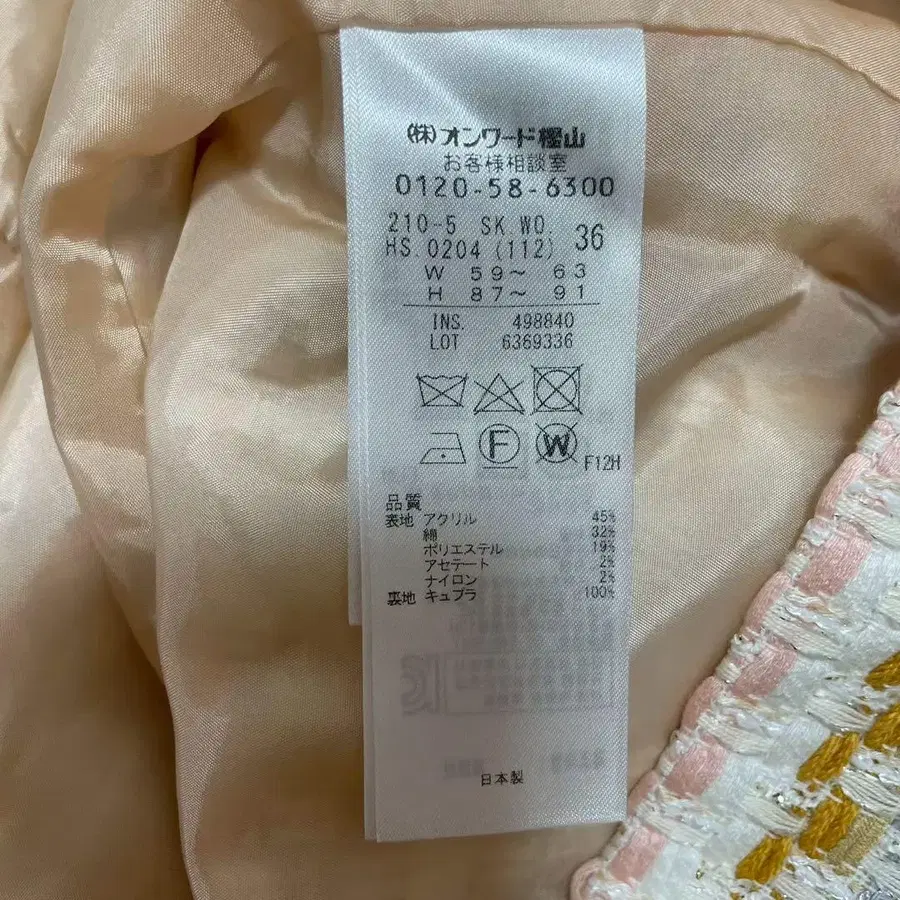 (株)オンワード樫山
お客様相談室
0120-58-6300
210-5 SK.WO. 36
HS.0204(112)
W 59〜 63
H 87〜 91
INS. 498840
LOT 6369336
F W F12H
品質
表地 アクリル 45%
綿 32%
ポリエステル 19%
アセテート 2%
ナイロン 2%
裏地 キュプラ 100%
日本製